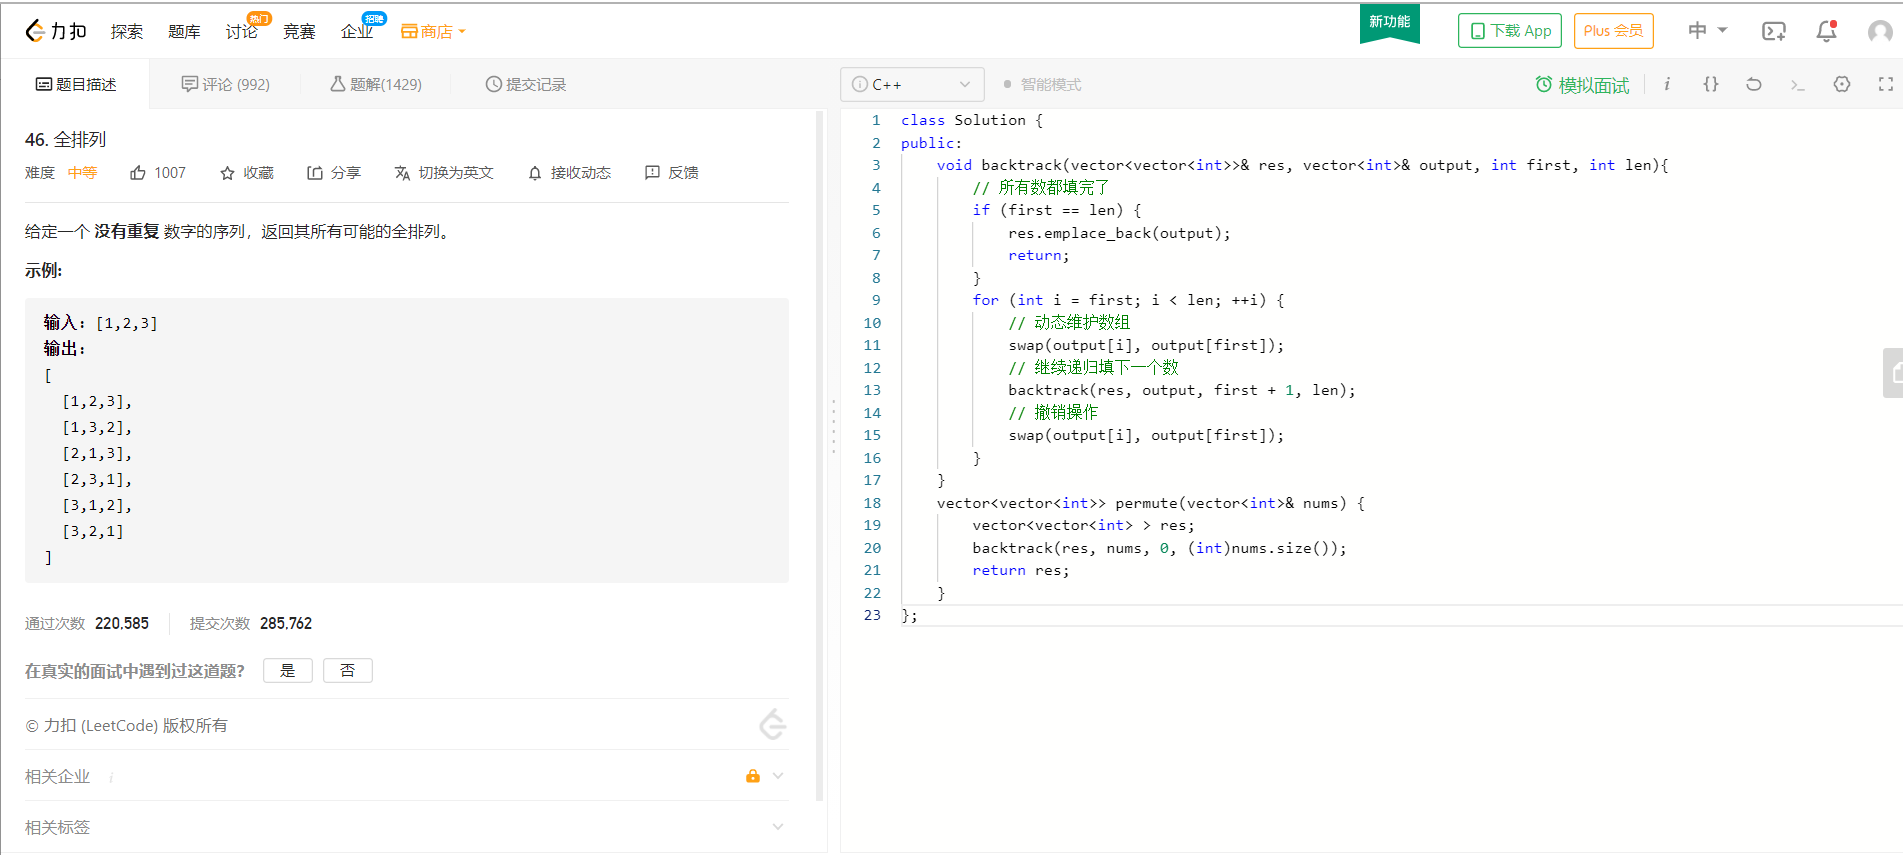 力扣 探索 题库 讨论 热门 竞赛 企业 招聘 商店 新功能 下载 App Plus 会员 中
题目描述 评论 (992) 题解(1429) 提交记录
46. 全排列
难度 中等 1007 收藏 分享 切换为英文 接收动态 反馈
给定一个 没有重复 数字的序列，返回其所有可能的全排列。
示例:
输入: [1,2,3]
输出:
[
  [1,2,3],
  [1,3,2],
  [2,1,3],
  [2,3,1],
  [3,1,2],
  [3,2,1]
]
通过次数 220,585 提交次数 285,762
在真实的面试中遇到过这道题? 是 否
© 力扣 (LeetCode) 版权所有
相关企业 i
相关标签
C++ 智能模式 模拟面试 i {} >_
1 class Solution {
2 public:
3     void backtrack(vector<vector<int>>& res, vector<int>& output, int first, int len){
4         // 所有数都填完了
5         if (first == len) {
6             res.emplace_back(output);
7             return;
8         }
9         for (int i = first; i < len; ++i) {
10             // 动态维护数组
11             swap(output[i], output[first]);
12             // 继续递归填下一个数
13             backtrack(res, output, first + 1, len);
14             // 撤销操作
15             swap(output[i], output[first]);
16         }
17     }
18     vector<vector<int>> permute(vector<int>& nums) {
19         vector<vector<int> > res;
20         backtrack(res, nums, 0, (int)nums.size());
21         return res;
22     }
23 };